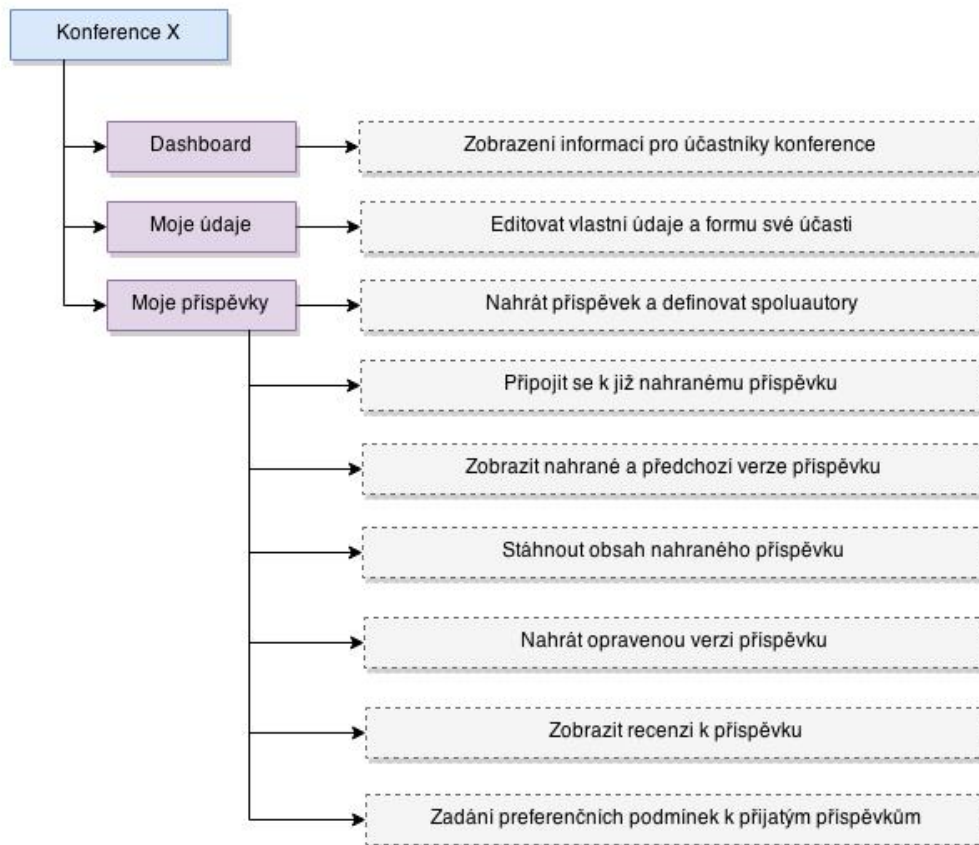 Konference X
Dashboard
Zobrazení informací pro účastníky konference
Moje údaje
Editovat vlastní údaje a formu své účasti
Moje příspěvky
Nahrát příspěvek a definovat spoluautory
Připojit se k již nahranému příspěvku
Zobrazit nahrané a předchozí verze příspěvku
Stáhnout obsah nahraného příspěvku
Nahrát opravenou verzi příspěvku
Zobrazit recenzi k příspěvku
Zadání preferenčních podmínek k přijatým příspěvkům